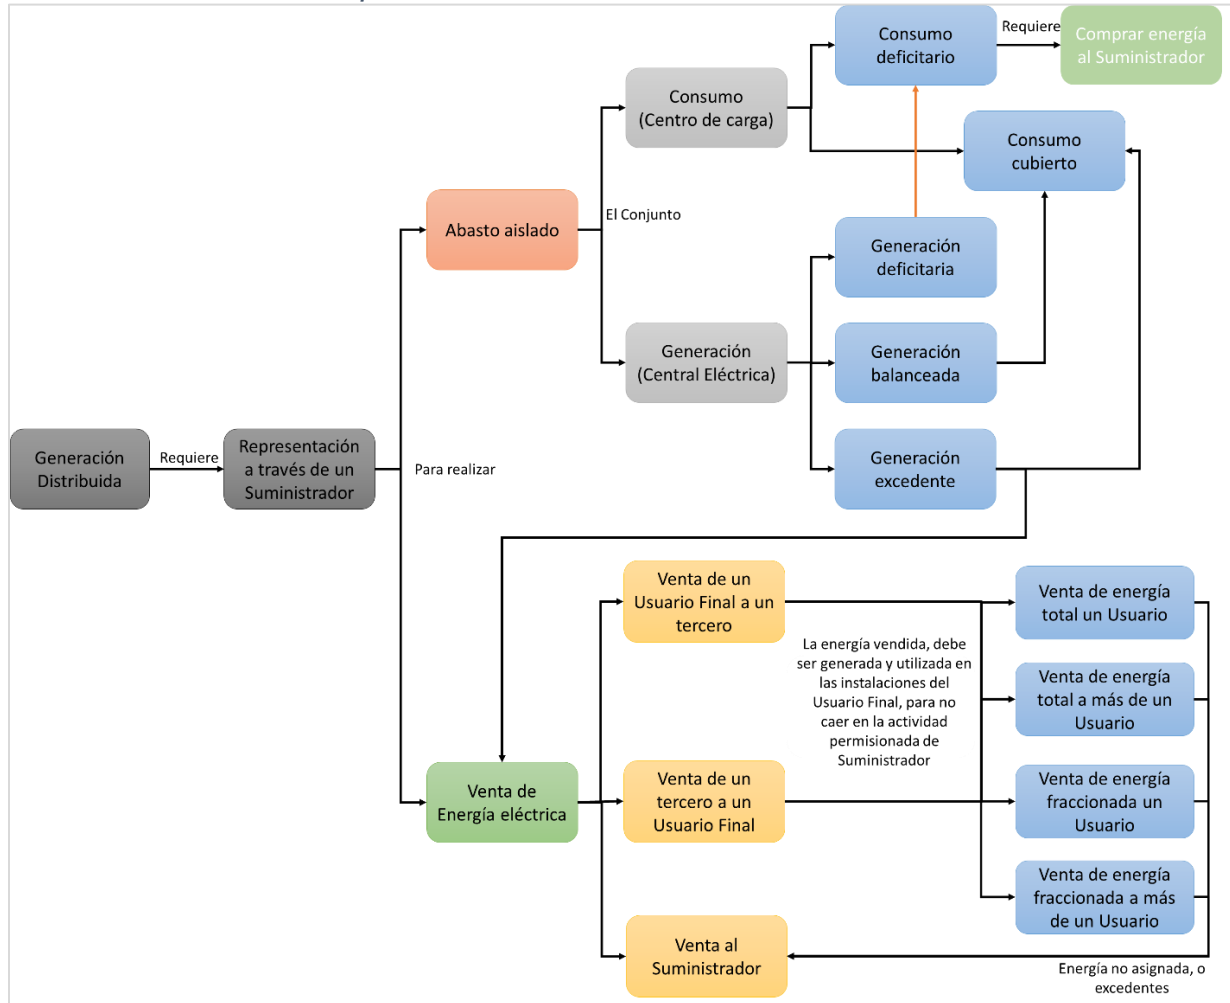 Consumo
deficitario
Requiere
Comprar energía
al Suministrador
Consumo
(Centro de carga)
Consumo
cubierto
Abasto aislado
El Conjunto
Generación
deficitaria
Generación
(Central Eléctrica)
Generación
balanceada
Generación
Distribuida
Requiere
Representación
a través de un
Suministrador
Para realizar
Generación
excedente
Venta de un
Usuario Final a un
tercero
Venta de energía
total un Usuario
La energía vendida, debe
ser generada y utilizada en
las instalaciones del
Usuario Final, para no
caer en la actividad
permisionada de
Suministrador
Venta de energía
total a más de un
Usuario
Venta de
Energía eléctrica
Venta de un
tercero a un
Usuario Final
Venta de energía
fraccionada un
Usuario
Venta de energía
fraccionada a más
de un Usuario
Venta al
Suministrador
Energía no asignada, o
excedentes